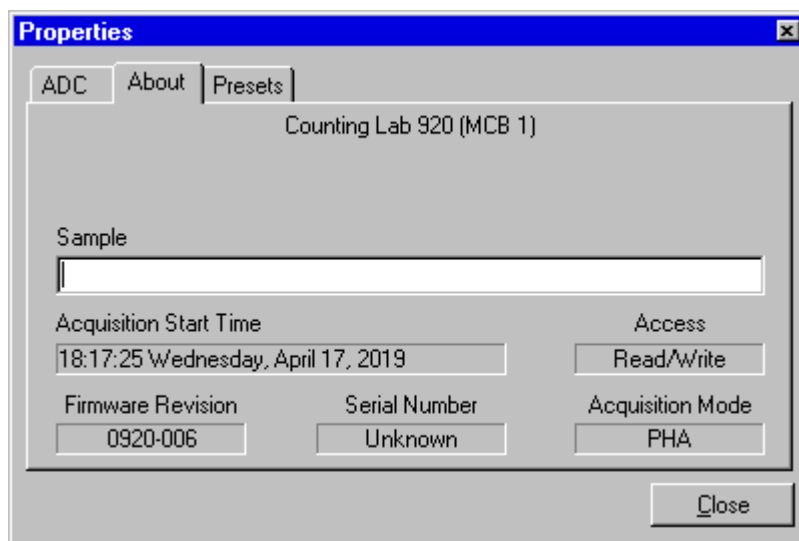 Properties
ADC About Presets
Counting Lab 920 (MCB 1)
Sample
Acquisition Start Time Access
18:17:25 Wednesday, April 17, 2019 Read/Write
Firmware Revision Serial Number Acquisition Mode
0920-006 Unknown PHA
Close